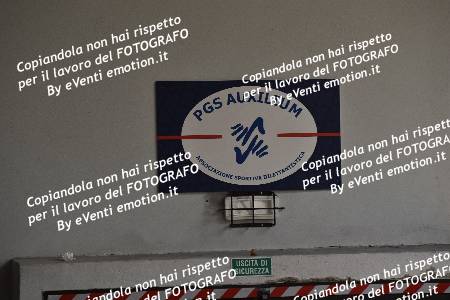 Copiandola non hai rispetto
per il lavoro del FOTOGRAFO
By eVenti emotion.it
Copiandola non hai rispetto
per il lavoro del FOTOGRAFO
By eVenti emotion.it
PGS AUXILIUM
ASSOCIAZIONE SPORTIVA DILETTANTISTICA
Copiandola non hai rispetto
per il lavoro del FOTOGRAFO
By eVenti emotion.it
Copiandola non hai rispetto
per il lavoro del FOTOGRAFO
By eVenti emotion.it
USCITA DI
SICUREZZA
Copiandola non hai rispetto
per il lavoro del FOTOGRAFO
Copiandola non hai rispetto
per il lavoro del FOTOGRAFO